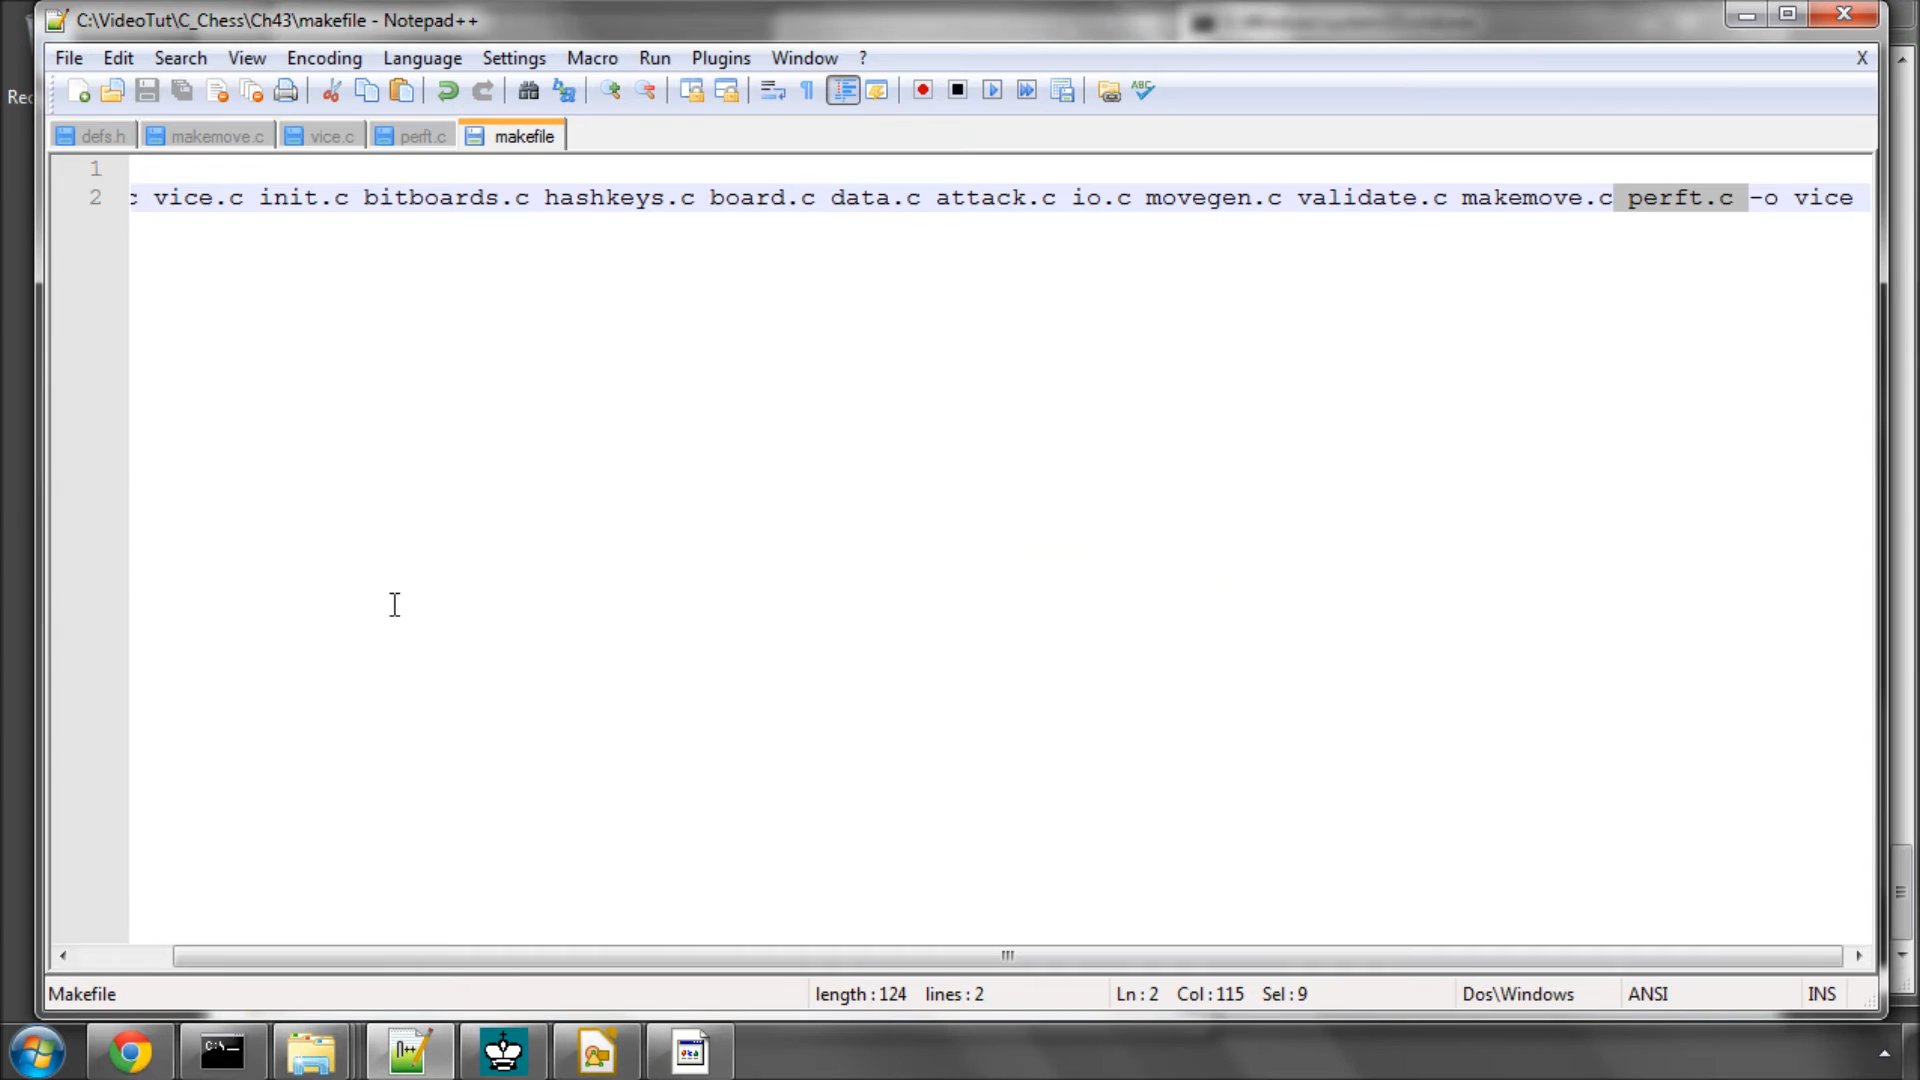 C:\VideoTut\C_Chess\Ch43\makefile - Notepad++
File Edit Search View Encoding Language Settings Macro Run Plugins Window ? X
Rec
defs.h makemove.c vice.c perft.c makefile
1
2 c vice.c init.c bitboards.c hashkeys.c board.c data.c attack.c io.c movegen.c validate.c makemove.c perft.c -o vice
Makefile length : 124 lines : 2 Ln : 2 Col : 115 Sel : 9 Dos\Windows ANSI INS